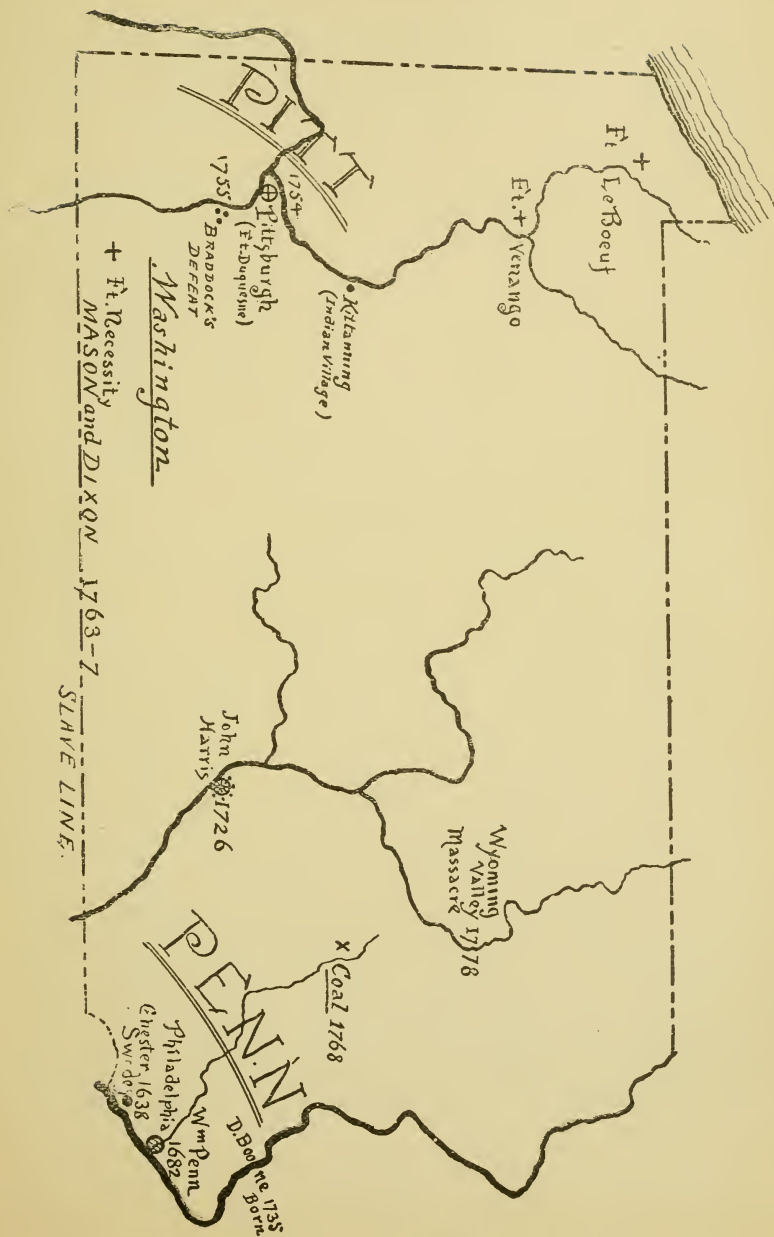 Ft
Le Boeuf
Ft.
Venango
PITT
1754
Pittsburgh
(Ft. Duquesne)
1755
BRADDOCK'S
DEFEAT
Kittanning
(Indian Village)
Washington
Ft. Necessity
MASON and DIXON 1763-7
SLAVE LINE.
John
Harris 1726
Wyoming
Valley 1778
Massacre
x Coal 1768
PENN
D. Boone 1735
Born
Wm Penn
Philadelphia 1682
Chester 1638
Swedes